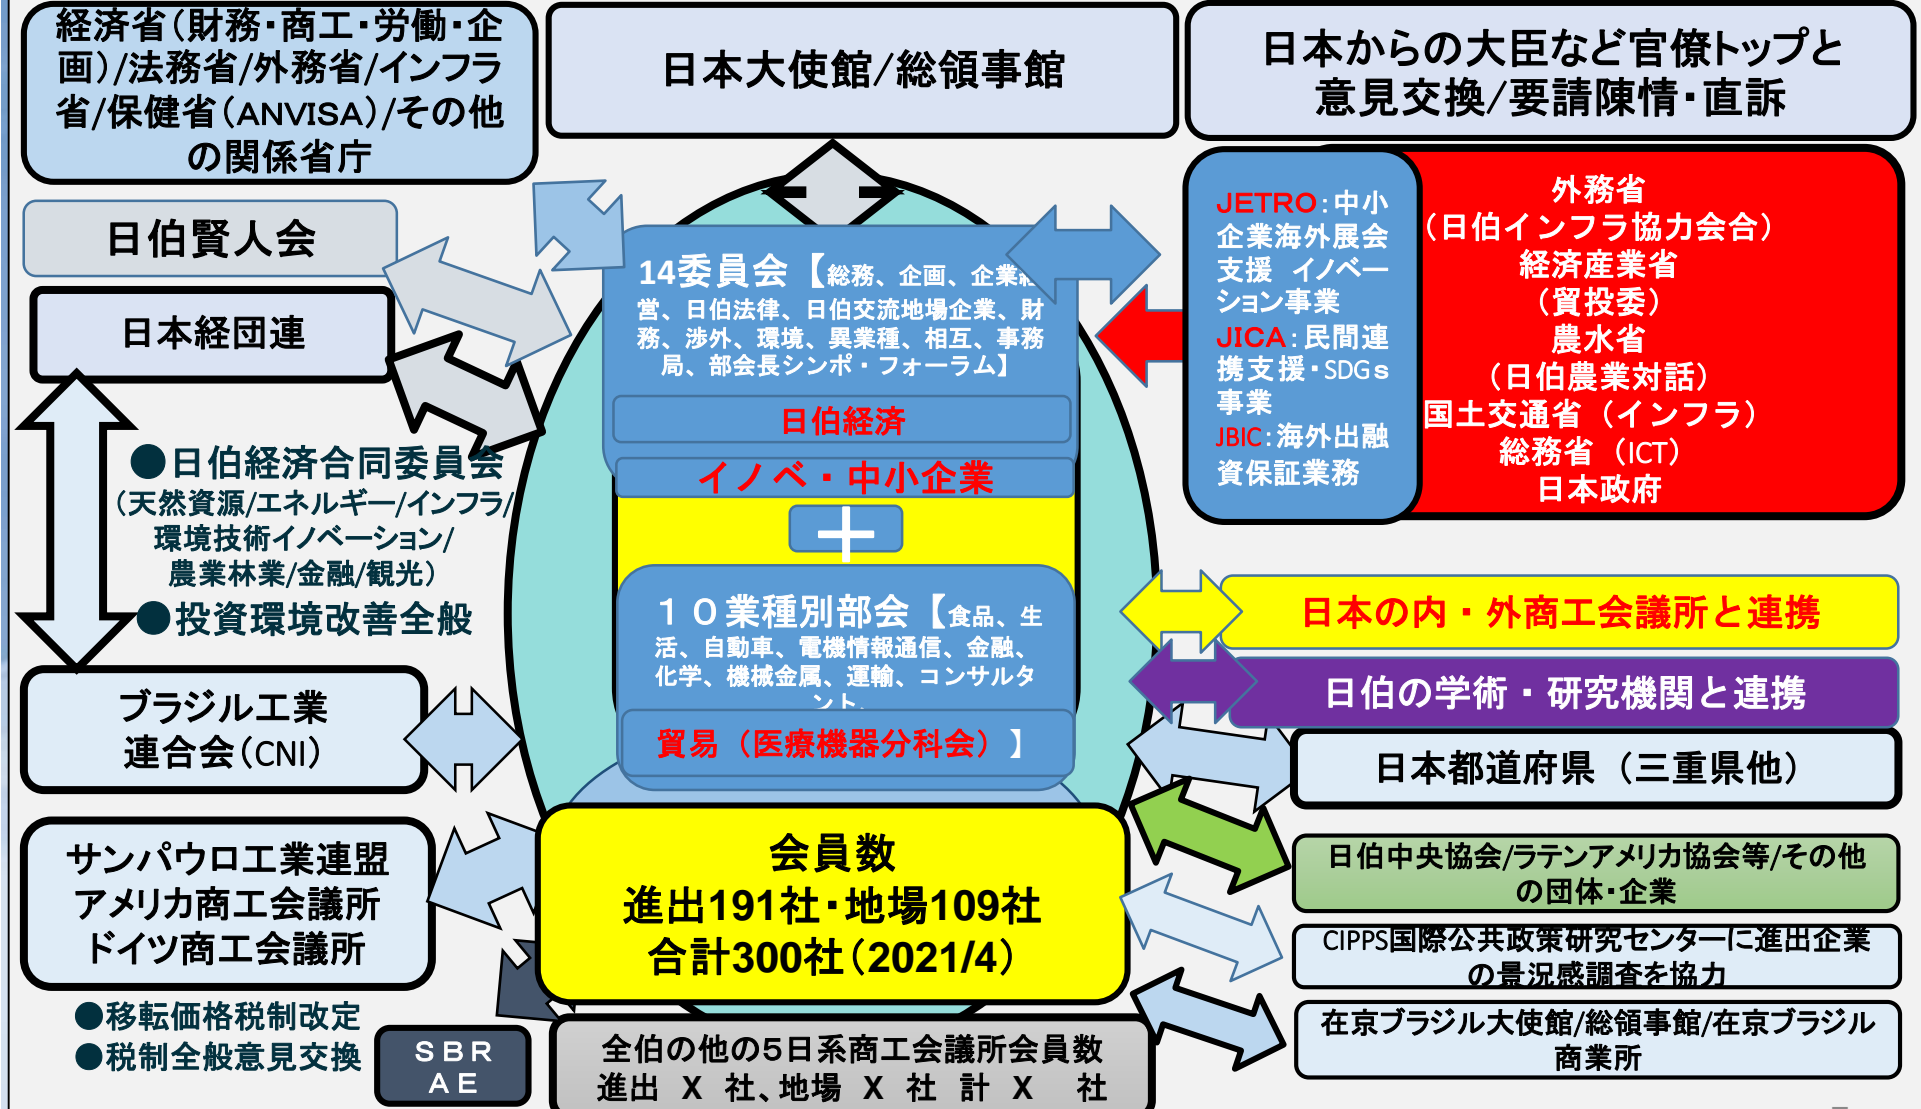 経済省(財務・商工・労働・企
画)/法務省/外務省/インフラ
省/保健省(ANVISA)/その他
の関係省庁
日本大使館/総領事館
日本からの大臣など官僚トップと
意見交換/要請陳情・直訴
日伯賢人会
日本経団連
●日伯経済合同委員会
(天然資源/エネルギー/インフラ/
環境技術イノベーション/
農業林業/金融/観光)
●投資環境改善全般
ブラジル工業
連合会(CNI)
サンパウロ工業連盟
アメリカ商工会議所
ドイツ商工会議所
●移転価格税制改定
●税制全般意見交換
SBR
AE
14委員会【総務、企画、企業経
営、日伯法律、日伯交流地場企業、財
務、渉外、環境、異業種、相互、事務
局、部会長シンポ・フォーラム】
日伯経済
イノベ・中小企業
＋
１０業種別部会【食品、生
活、自動車、電機情報通信、金融、
化学、機械金属、運輸、コンサルタ
ント、
貿易（医療機器分科会）】
会員数
進出191社・地場109社
合計300社(2021/4)
全伯の他の5日系商工会議所会員数
進出 X 社、地場 X 社 計 X 社
JETRO:中小
企業海外展会
支援 イノベー
ション事業
JICA:民間連
携支援・SDGｓ
事業
JBIC:海外出融
資保証業務
外務省
(日伯インフラ協力会合)
経済産業省
(貿投委)
農水省
(日伯農業対話)
国土交通省（インフラ）
総務省（ICT）
日本政府
日本の内・外商工会議所と連携
日伯の学術・研究機関と連携
日本都道府県（三重県他）
日伯中央協会/ラテンアメリカ協会等/その他
の団体・企業
CIPPS国際公共政策研究センターに進出企業
の景況感調査を協力
在京ブラジル大使館/総領事館/在京ブラジル
商業所